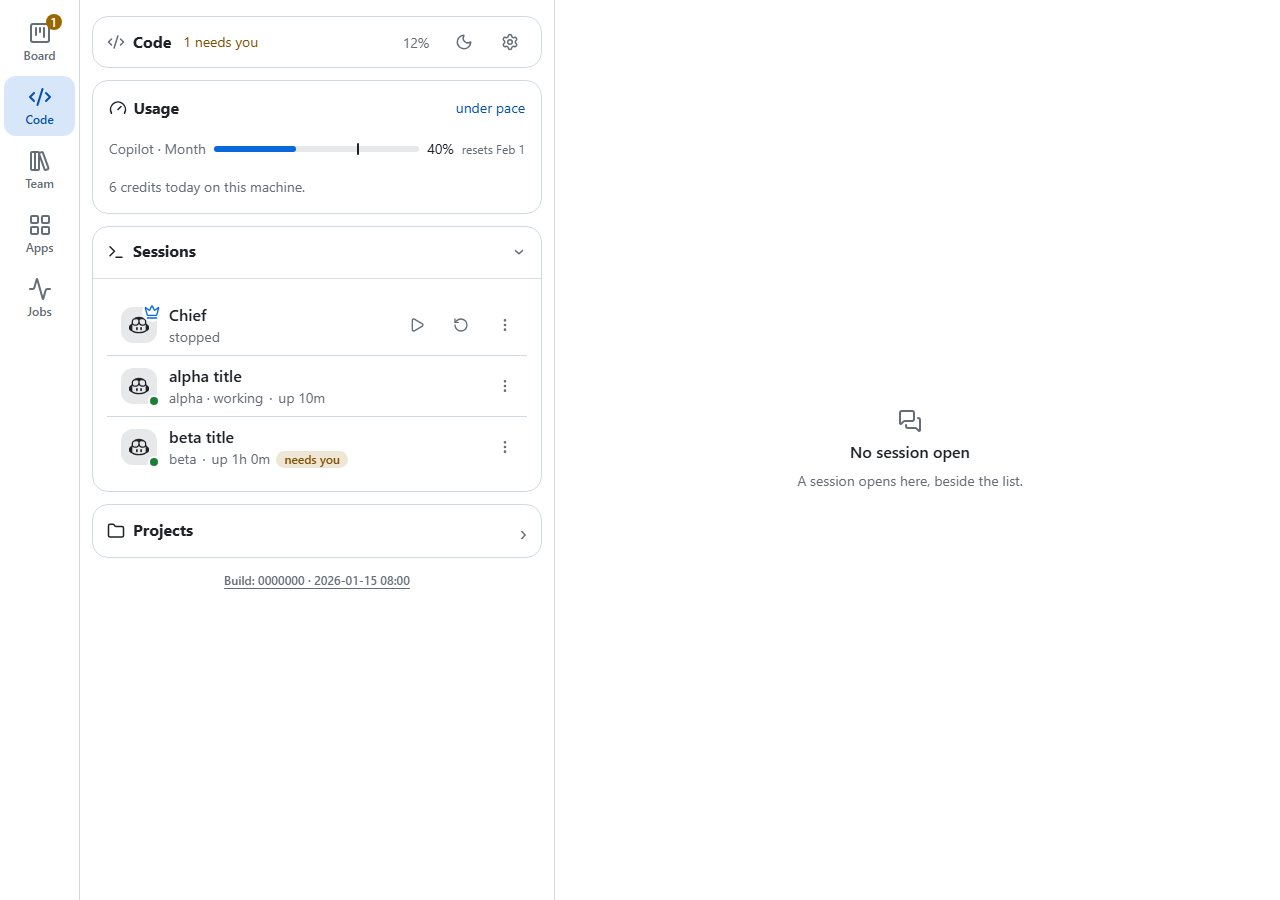 1
Board
Code
Team
Apps
Jobs
Code 1 needs you 12%
Usage under pace
Copilot · Month 40% resets Feb 1
6 credits today on this machine.
Sessions
Chief
stopped
alpha title
alpha · working · up 10m
beta title
beta · up 1h 0m needs you
Projects
Build: 0000000 · 2026-01-15 08:00
No session open
A session opens here, beside the list.